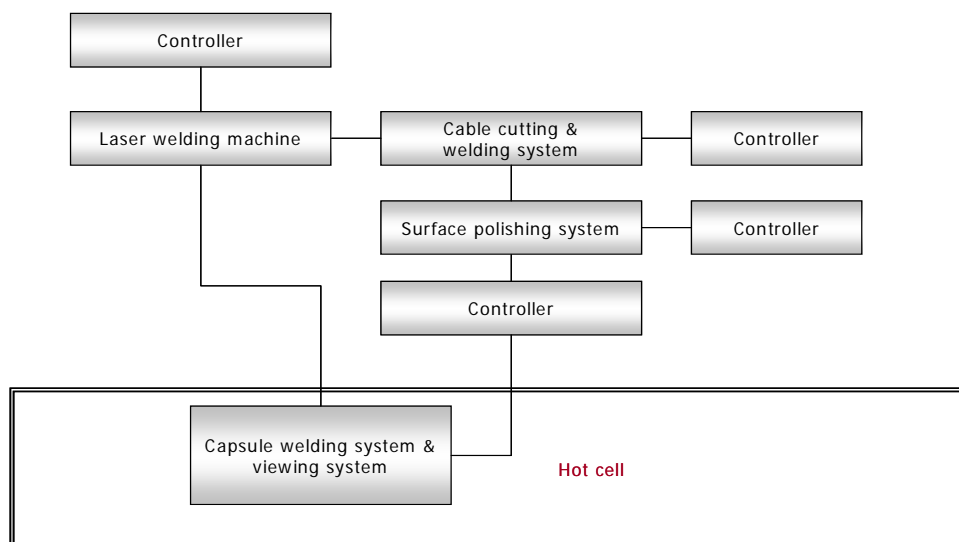 Controller
Laser welding machine
Cable cutting &
welding system
Controller
Surface polishing system
Controller
Controller
Capsule welding system &
viewing system
Hot cell